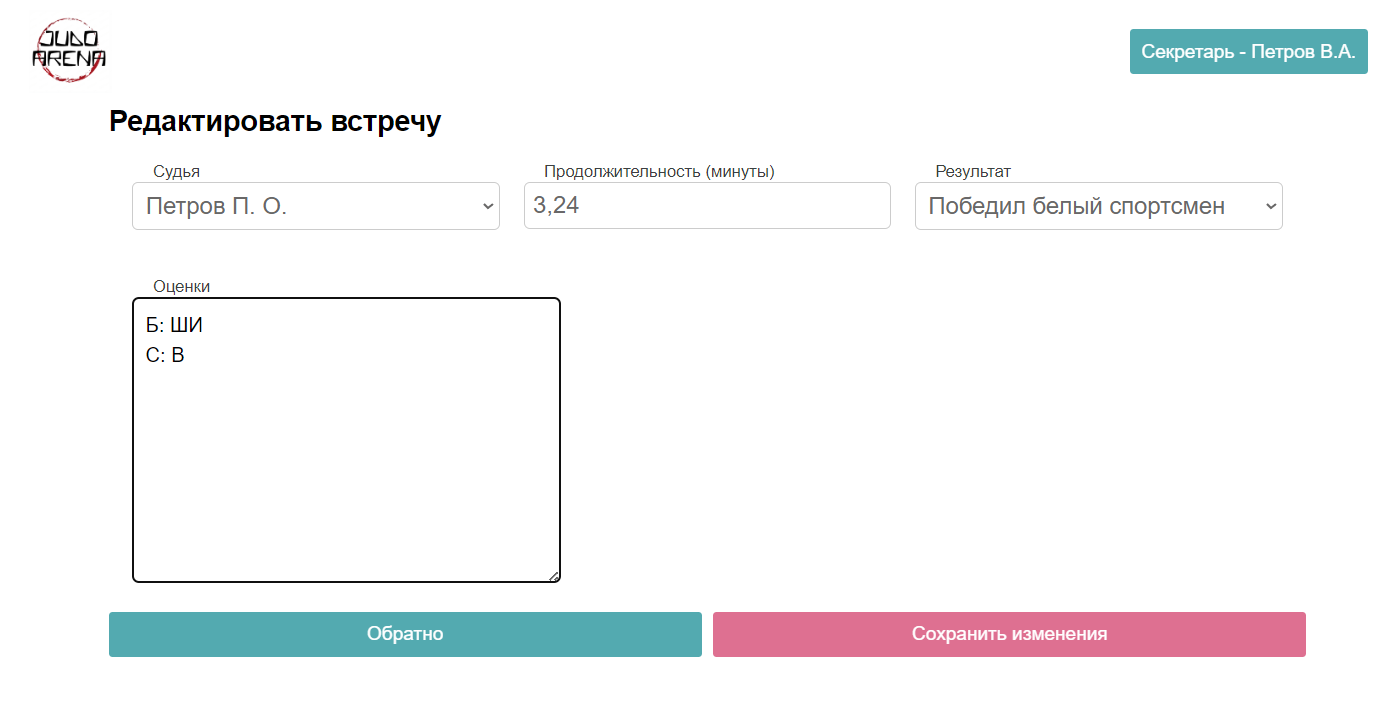 JUDO
ARENA
Секретарь - Петров В.А.
Редактировать встречу
Судья
Продолжительность (минуты)
Результат
Петров П. О.
3,24
Победил белый спортсмен
Оценки
Б: ШИ
С: В
Обратно
Сохранить изменения